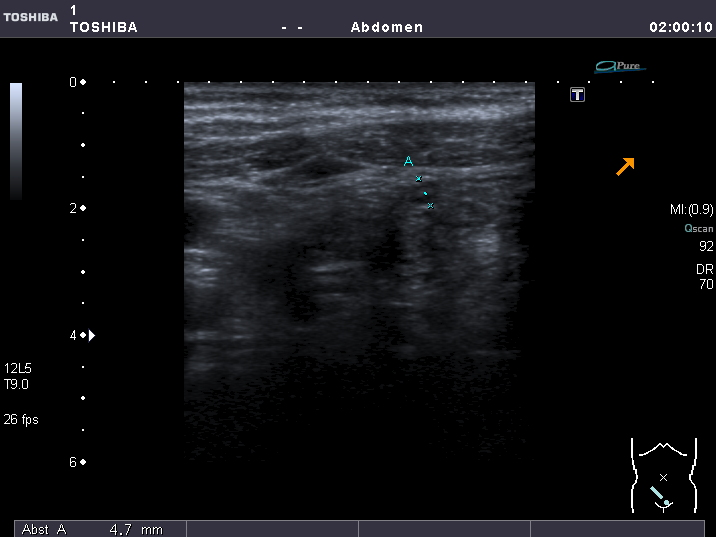 TOSHIBA
1
TOSHIBA
- -
Abdomen
02:00:10
0
2
4
6
A
T
Pure
MI:(0.9)
Qscan
92
DR
70
12L5
T9.0
26 fps
Abst A 4.7 mm